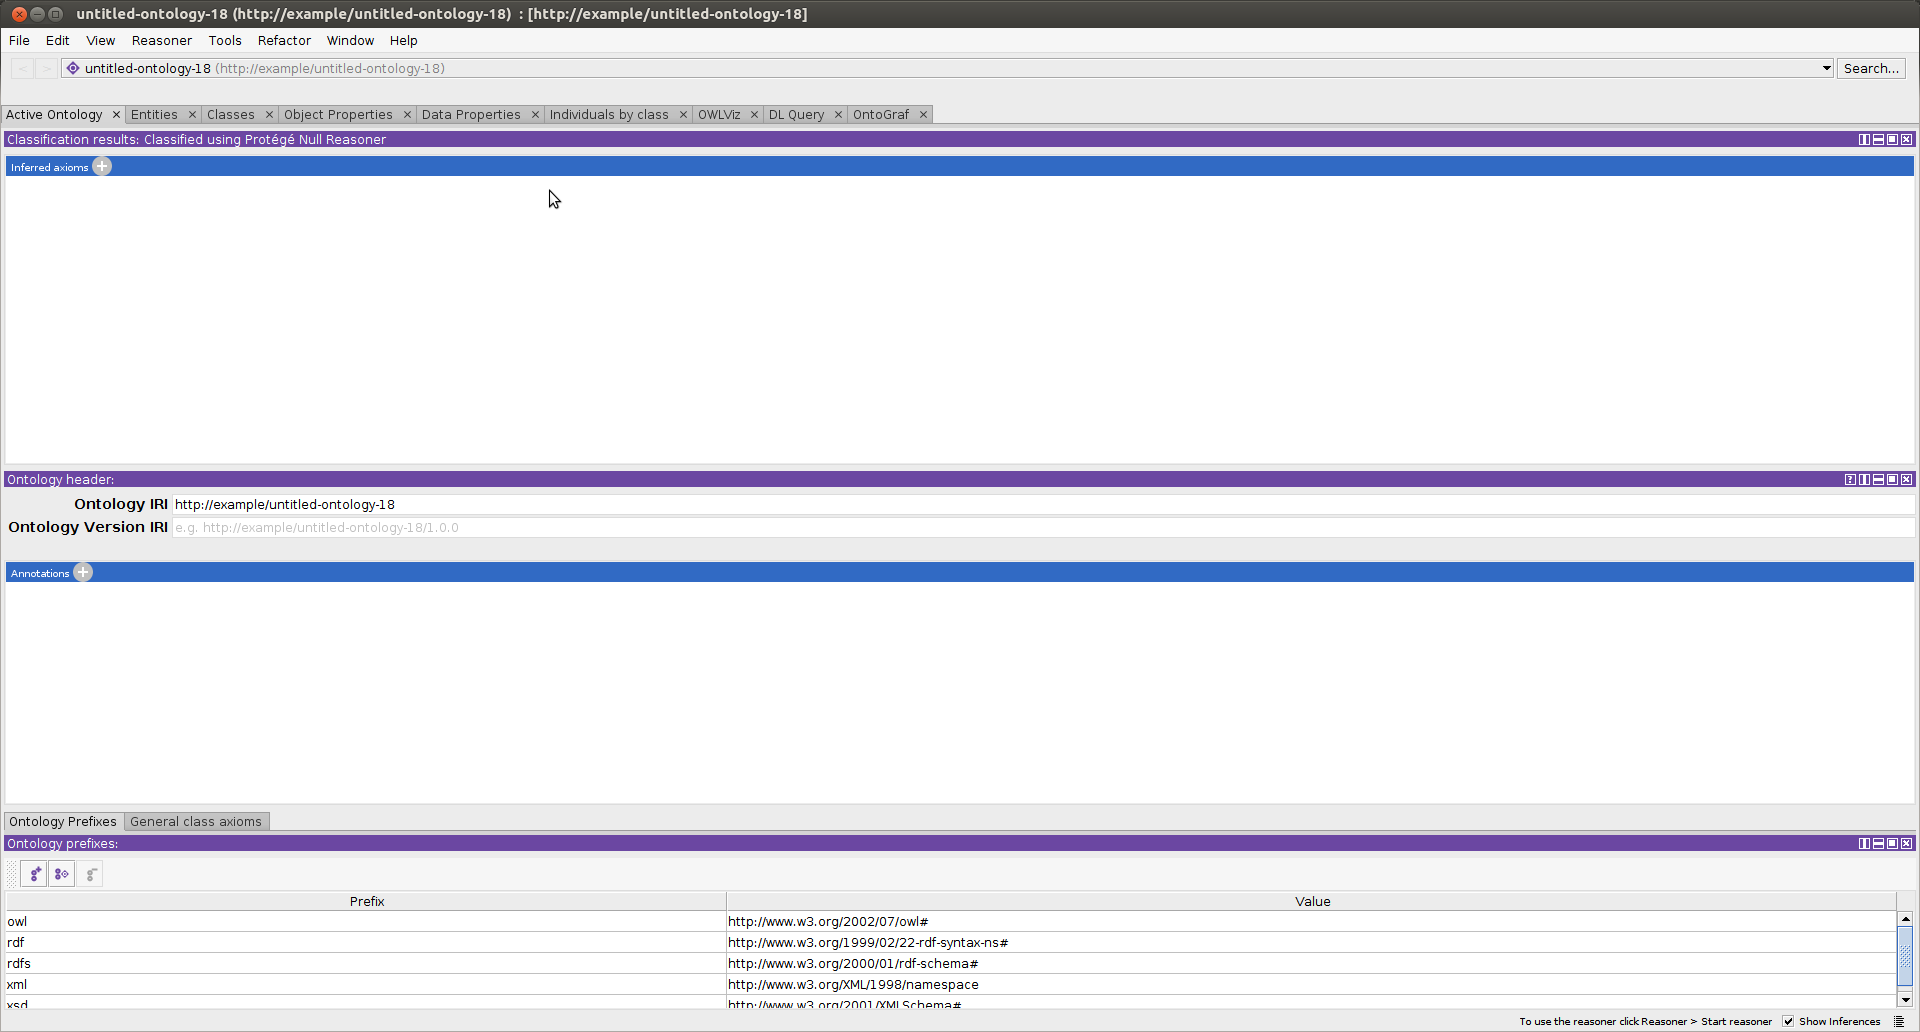 untitled-ontology-18 (http://example/untitled-ontology-18)  : [http://example/untitled-ontology-18]
File Edit View Reasoner Tools Refactor Window Help
< > untitled-ontology-18 (http://example/untitled-ontology-18) Search...
Active Ontology Entities Classes Object Properties Data Properties Individuals by class OWLViz DL Query OntoGraf
Classification results: Classified using Protégé Null Reasoner
Inferred axioms
Ontology header:
Ontology IRI http://example/untitled-ontology-18
Ontology Version IRI e.g. http://example/untitled-ontology-18/1.0.0
Annotations
Ontology Prefixes General class axioms
Ontology prefixes:
Prefix Value
owl http://www.w3.org/2002/07/owl#
rdf http://www.w3.org/1999/02/22-rdf-syntax-ns#
rdfs http://www.w3.org/2000/01/rdf-schema#
xml http://www.w3.org/XML/1998/namespace
xsd http://www.w3.org/2001/XMLSchema#
To use the reasoner click Reasoner > Start reasoner Show Inferences